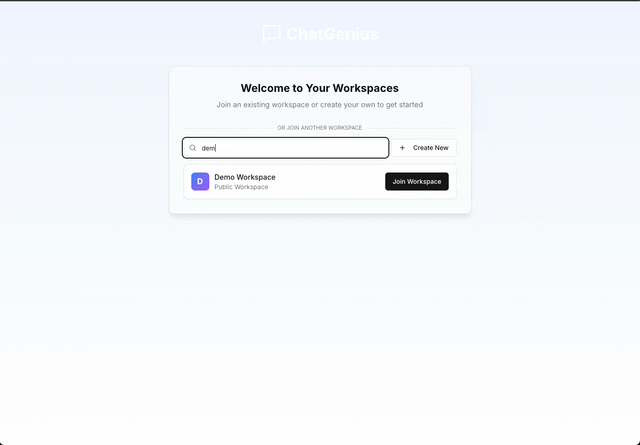 ChatGenius
Welcome to Your Workspaces
Join an existing workspace or create your own to get started
OR JOIN ANOTHER WORKSPACE
dem
Create New
D
Demo Workspace
Public Workspace
Join Workspace